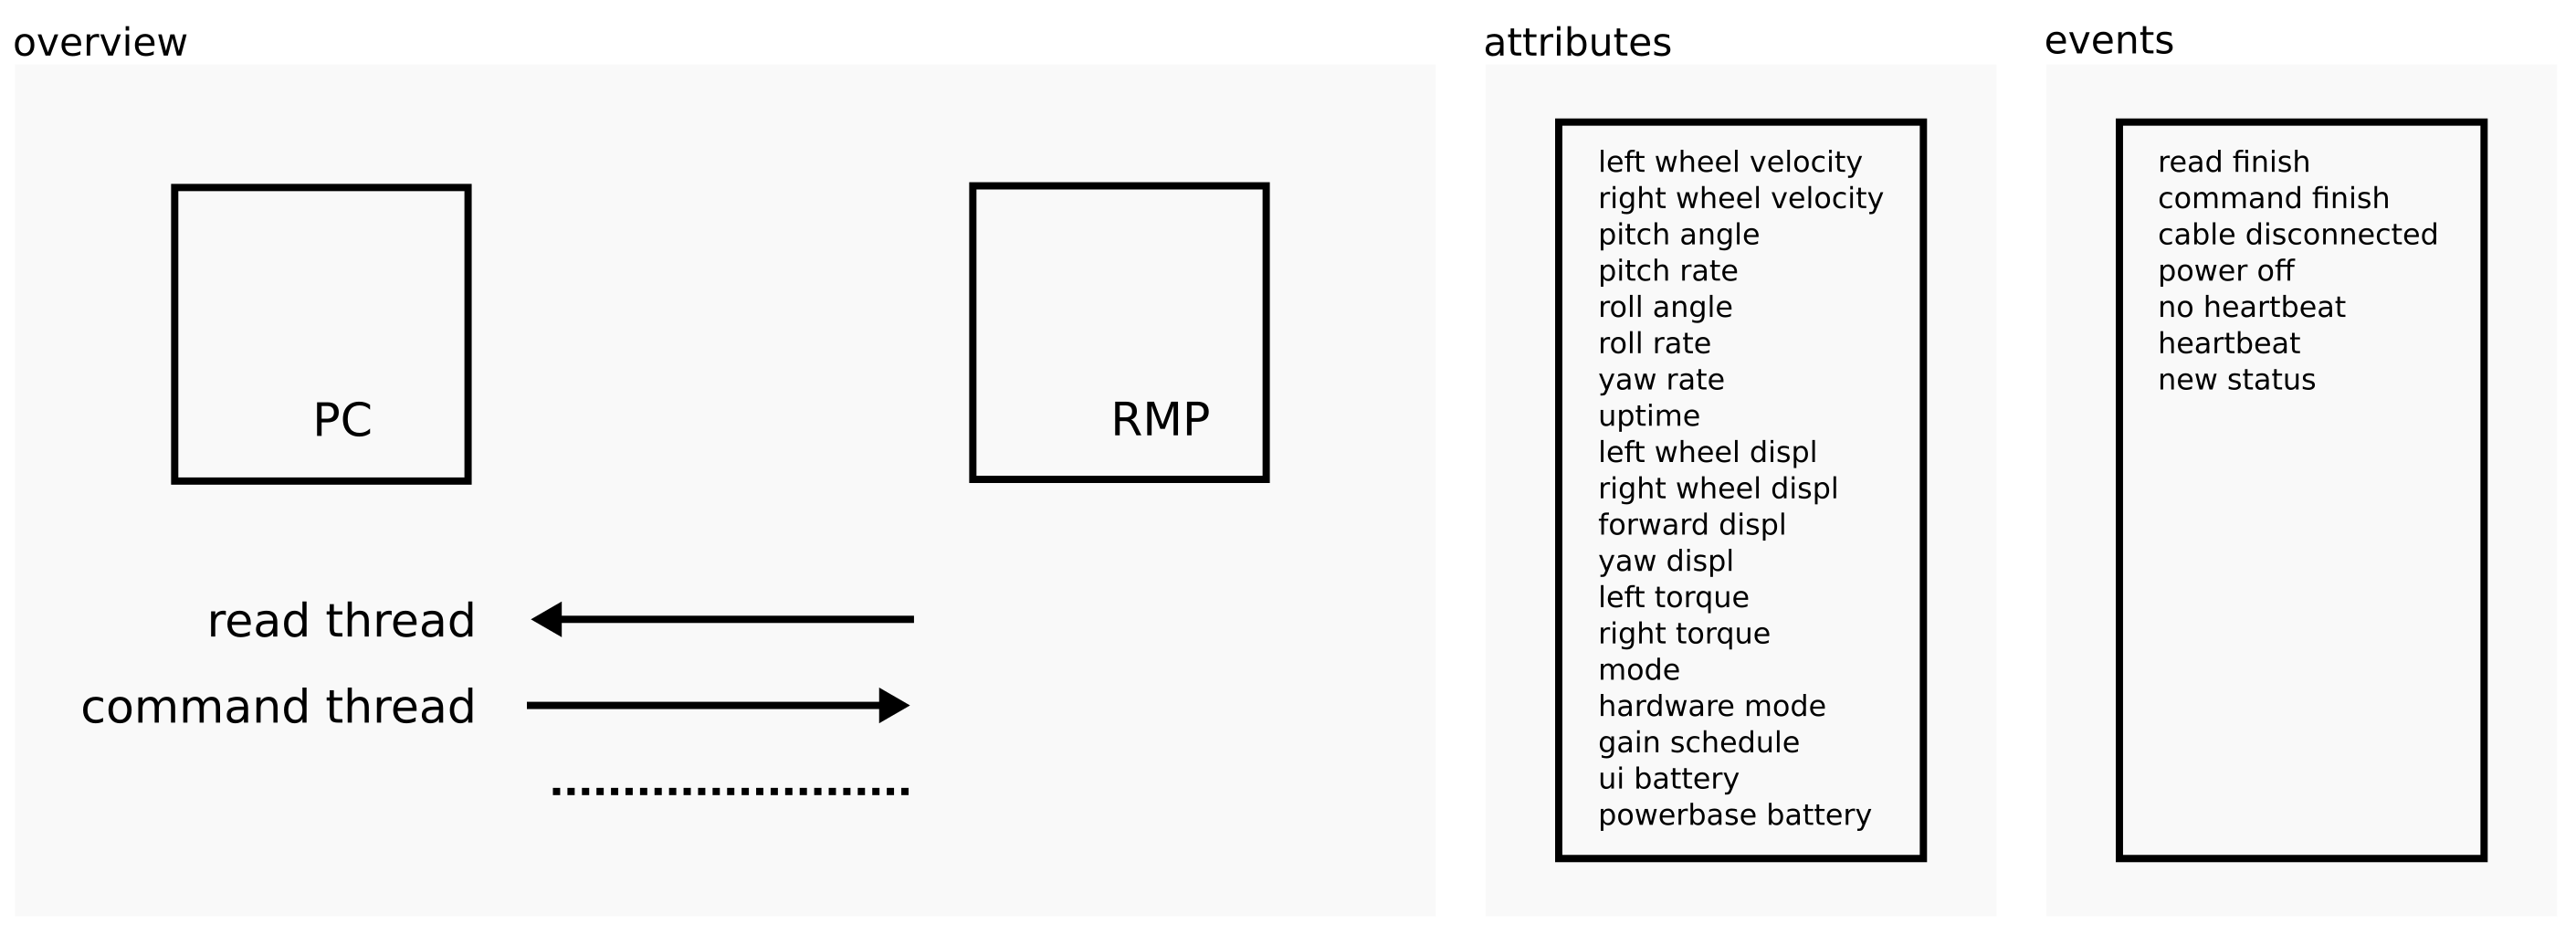 overview
PC
RMP
read thread
command thread
attributes
left wheel velocity
right wheel velocity
pitch angle
pitch rate
roll angle
roll rate
yaw rate
uptime
left wheel displ
right wheel displ
forward displ
yaw displ
left torque
right torque
mode
hardware mode
gain schedule
ui battery
powerbase battery
events
read finish
command finish
cable disconnected
power off
no heartbeat
heartbeat
new status